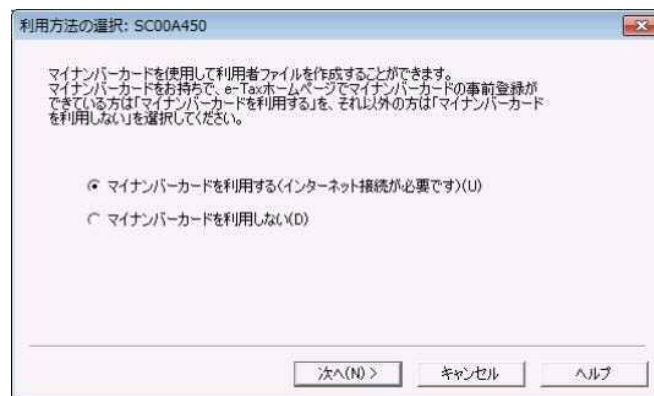 利用方法の選択: SC00A450
マイナンバーカードを使用して利用者ファイルを作成することができます。
マイナンバーカードをお持ちで、e-Taxホームページでマイナンバーカードの事前登録が
できている方は「マイナンバーカードを利用する」を、それ以外の方は「マイナンバーカード
を利用しない」を選択してください。
マイナンバーカードを利用する(インターネット接続が必要です)(U)
マイナンバーカードを利用しない(D)
次へ(N) >
キャンセル
ヘルプ